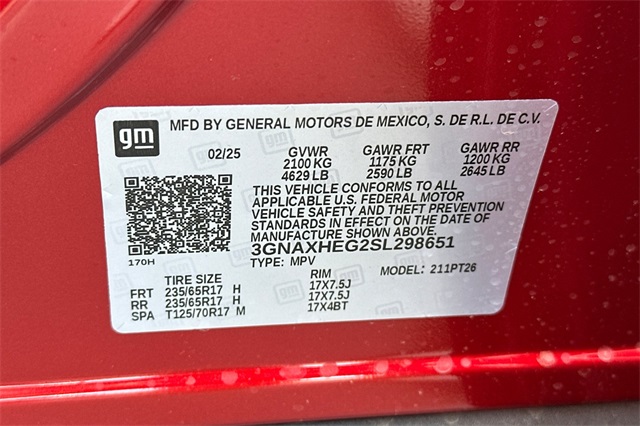 gm MFD BY GENERAL MOTORS DE MEXICO, S. DE R.L. DE C.V.
02/25 GVWR GAWR FRT GAWR RR
2100 KG 1175 KG 1200 KG
4629 LB 2590 LB 2645 LB
THIS VEHICLE CONFORMS TO ALL
APPLICABLE U.S. FEDERAL MOTOR
VEHICLE SAFETY AND THEFT PREVENTION
STANDARDS IN EFFECT ON THE DATE OF
MANUFACTURE SHOWN ABOVE.
3GNAXHEG2SL298651
170H TYPE: MPV MODEL: 211PT26
TIRE SIZE RIM
FRT 235/65R17 H 17X7.5J
RR 235/65R17 H 17X7.5J
SPA T125/70R17 M 17X4BT